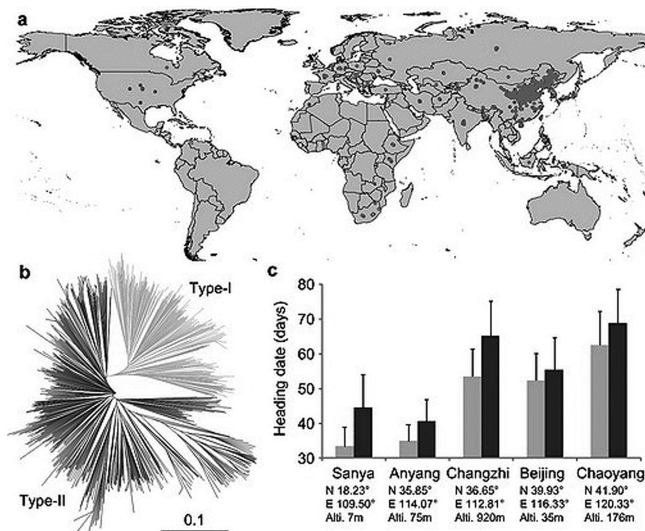 a
b
Type-I
Type-II
0.1
c
Heading date (days)
80
70
60
50
40
30
Sanya Anyang Changzhi Beijing Chaoyang
N 18.23° N 35.85° N 36.65° N 39.93° N 41.90°
E 109.50° E 114.07° E 112.81° E 116.33° E 120.33°
Alti. 7m Alti. 75m Alti. 920m Alti. 35m Alti. 176m